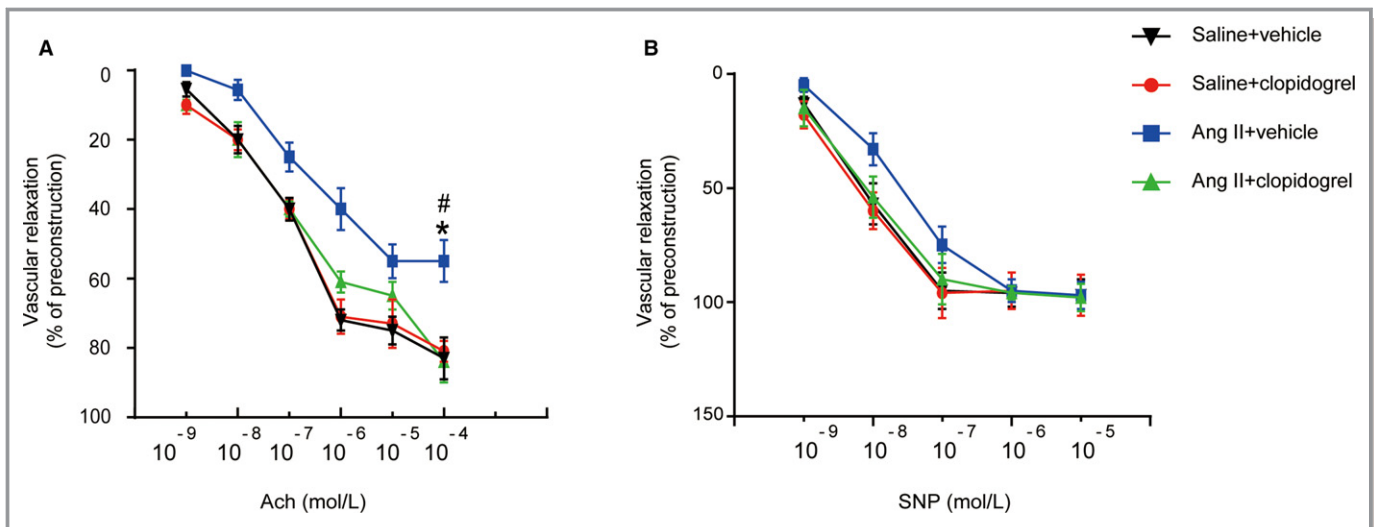 A
0
20
40
60
80
100
Vascular relaxation
(% of preconstruction)
10-9 10-8 10-7 10-6 10-5 10-4
Ach (mol/L)
#
*
B
0
50
100
150
Vascular relaxation
(% of preconstruction)
10-9 10-8 10-7 10-6 10-5
SNP (mol/L)
Saline+vehicle
Saline+clopidogrel
Ang II+vehicle
Ang II+clopidogrel